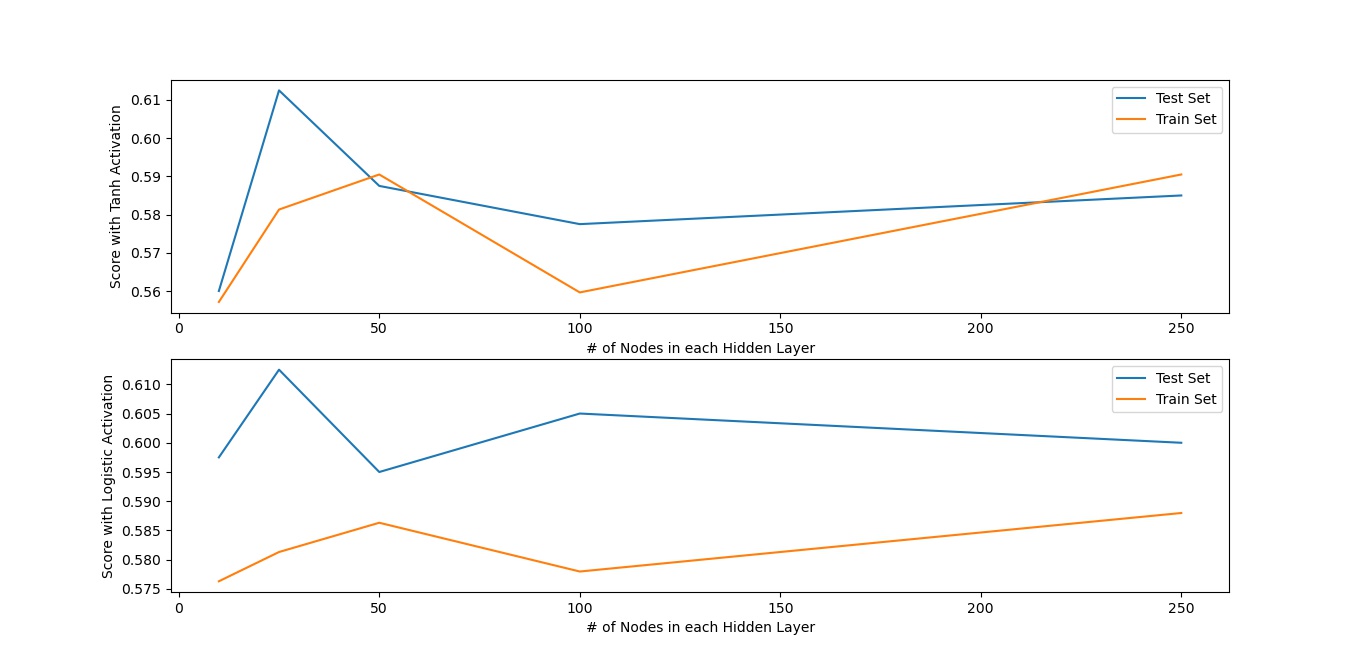 Score with Tanh Activation
0.61
0.60
0.59
0.58
0.57
0.56
Test Set
Train Set
0 50 100 150 200 250
# of Nodes in each Hidden Layer
Score with Logistic Activation
0.610
0.605
0.600
0.595
0.590
0.585
0.580
0.575
Test Set
Train Set
0 50 100 150 200 250
# of Nodes in each Hidden Layer